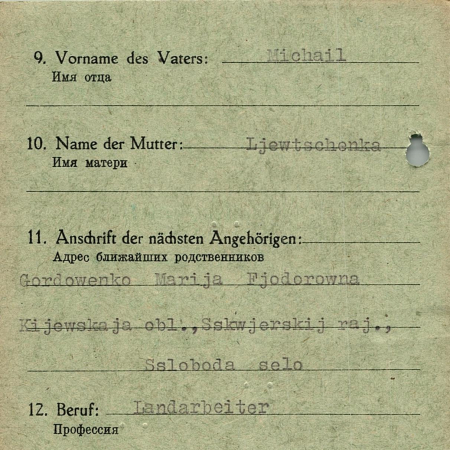 9. Vorname des Vaters: Michail
Имя отца
10. Name der Mutter: Ljewtschenka
Имя матери
11. Anschrift der nächsten Angehörigen:
Адрес ближайших родственников
Gordowenko Marija Fjodorowna
Kijewskaja obl., Sskwjerskij raj.,
Ssloboda selo
12. Beruf: Landarbeiter
Профессия